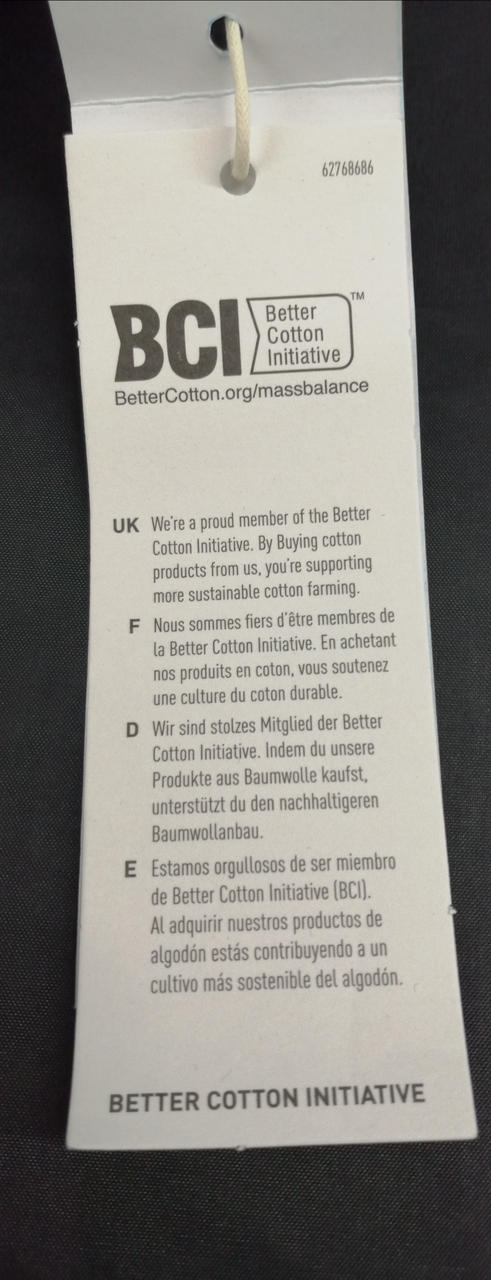 62768686
BCI Better
Cotton
Initiative ™
BetterCotton.org/massbalance
UK We're a proud member of the Better
Cotton Initiative. By Buying cotton
products from us, you're supporting
more sustainable cotton farming.
F Nous sommes fiers d'être membres de
la Better Cotton Initiative. En achetant
nos produits en coton, vous soutenez
une culture du coton durable.
D Wir sind stolzes Mitglied der Better
Cotton Initiative. Indem du unsere
Produkte aus Baumwolle kaufst,
unterstützt du den nachhaltigeren
Baumwollanbau.
E Estamos orgullosos de ser miembro
de Better Cotton Initiative (BCI).
Al adquirir nuestros productos de
algodón estás contribuyendo a un
cultivo más sostenible del algodón.
BETTER COTTON INITIATIVE